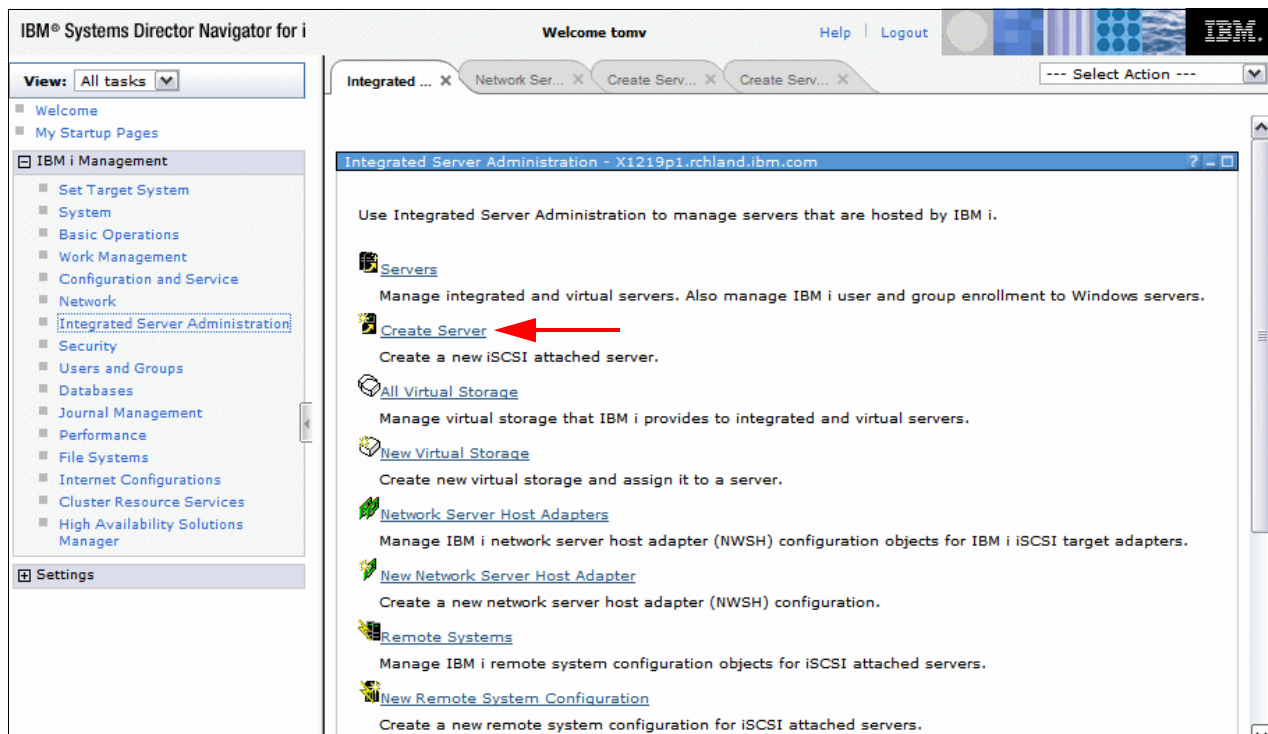 IBM® Systems Director Navigator for i
Welcome tomv
Help | Logout
IBM.
View: All tasks
Welcome
My Startup Pages
IBM i Management
Set Target System
System
Basic Operations
Work Management
Configuration and Service
Network
Integrated Server Administration
Security
Users and Groups
Databases
Journal Management
Performance
File Systems
Internet Configurations
Cluster Resource Services
High Availability Solutions
Manager
Settings
Integrated ... X
Network Ser... X
Create Serv... X
Create Serv... X
--- Select Action ---
Integrated Server Administration - X1219p1.rchland.ibm.com
Use Integrated Server Administration to manage servers that are hosted by IBM i.
Servers
Manage integrated and virtual servers. Also manage IBM i user and group enrollment to Windows servers.
Create Server
Create a new iSCSI attached server.
All Virtual Storage
Manage virtual storage that IBM i provides to integrated and virtual servers.
New Virtual Storage
Create new virtual storage and assign it to a server.
Network Server Host Adapters
Manage IBM i network server host adapter (NWSH) configuration objects for IBM i iSCSI target adapters.
New Network Server Host Adapter
Create a new network server host adapter (NWSH) configuration.
Remote Systems
Manage IBM i remote system configuration objects for iSCSI attached servers.
New Remote System Configuration
Create a new remote system configuration for iSCSI attached servers.